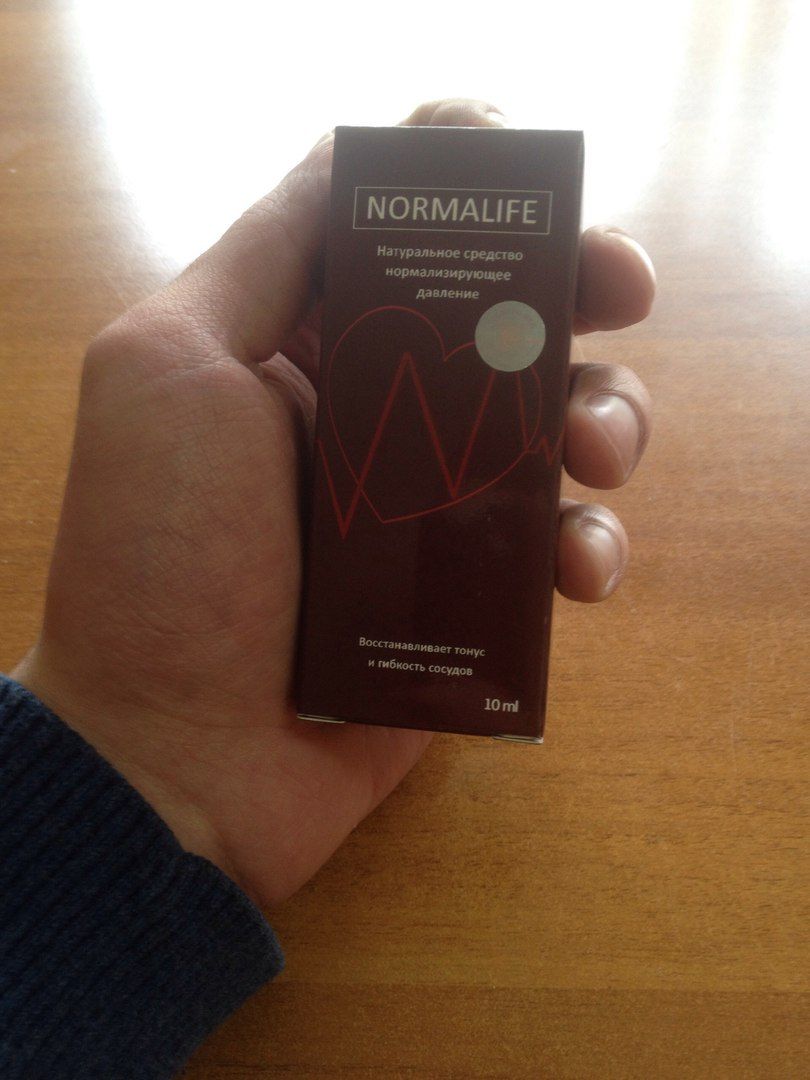 NORMALIFE
Натуральное средство
нормализирующее
давление
Восстанавливает тонус
и гибкость сосудов
10 ml